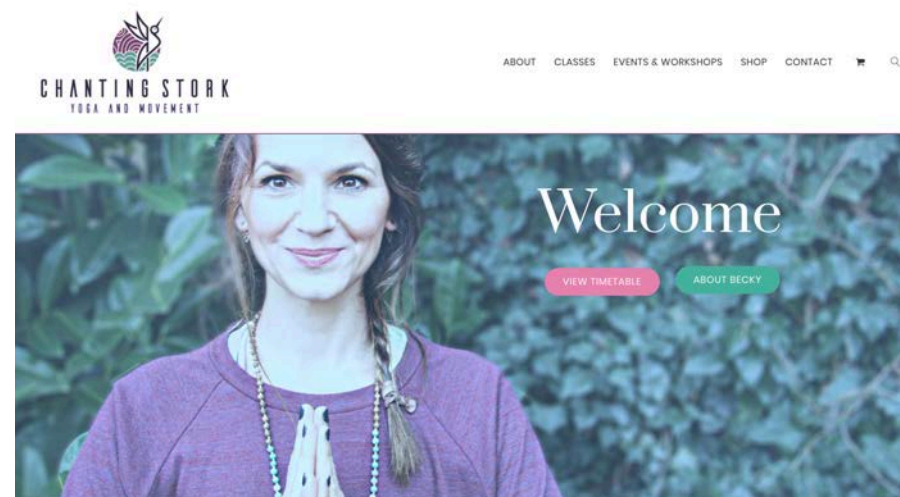 CHANTING STORK
YOGA AND MOVEMENT
ABOUT CLASSES EVENTS & WORKSHOPS SHOP CONTACT
Welcome
VIEW TIMETABLE ABOUT BECKY